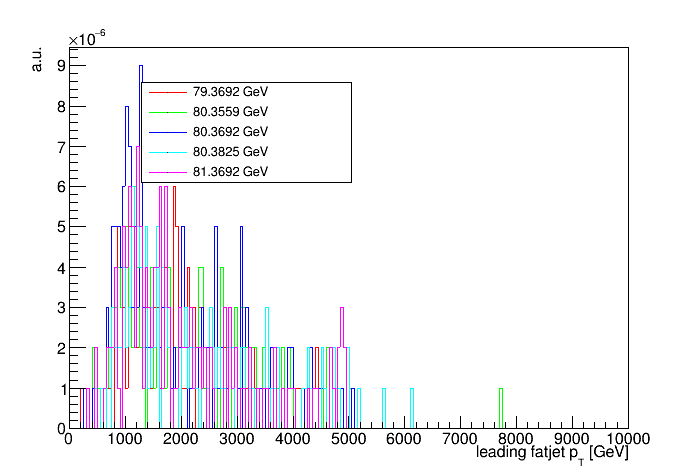 ×10⁻⁶
a.u.
9
8
7
6
5
4
3
2
1
0
79.3692 GeV
80.3559 GeV
80.3692 GeV
80.3825 GeV
81.3692 GeV
0 1000 2000 3000 4000 5000 6000 7000 8000 9000 10000
leading fatjet p_T [GeV]